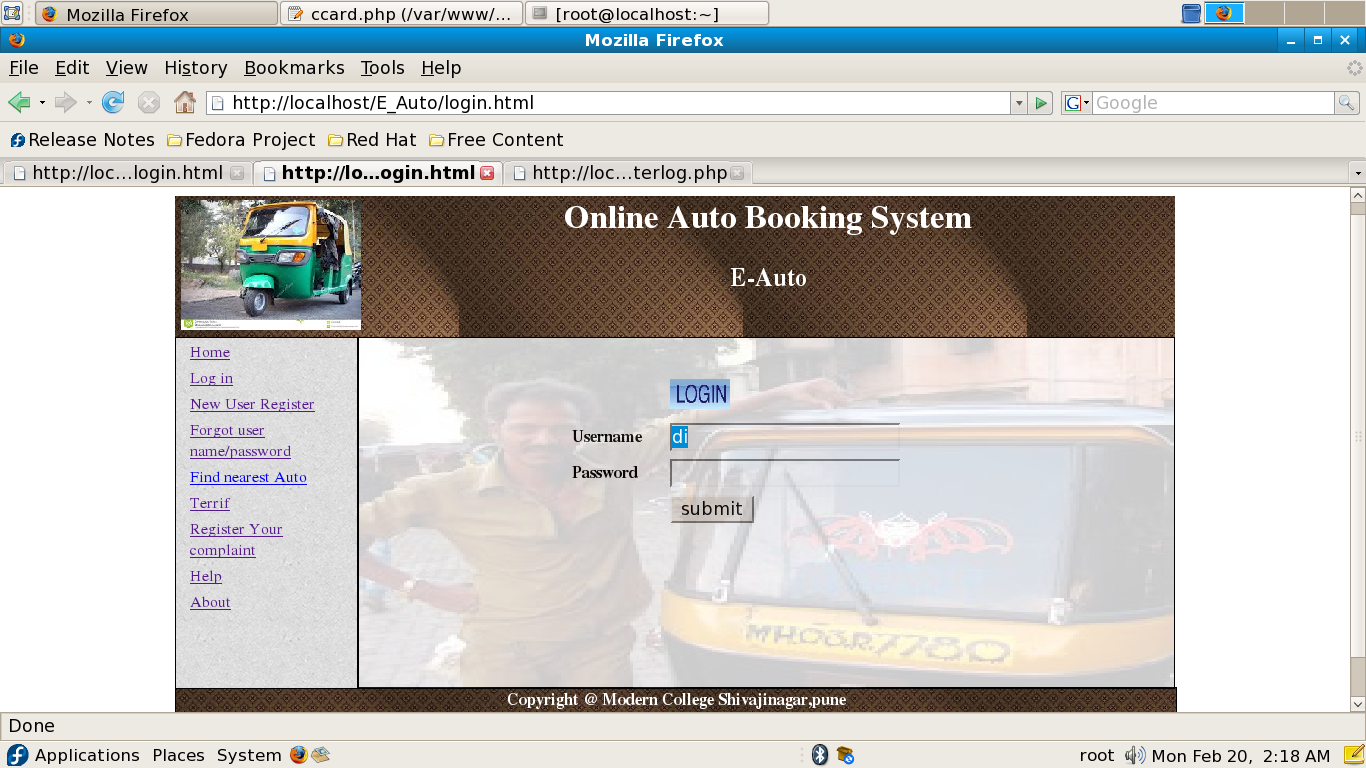 Mozilla Firefox
ccard.php (/var/www/...
[root@localhost:~]
Mozilla Firefox
File Edit View History Bookmarks Tools Help
http://localhost/E_Auto/login.html
G
Google
Release Notes Fedora Project Red Hat Free Content
http://loc...login.html
http://lo...ogin.html
http://loc...terlog.php
Online Auto Booking System
E-Auto
Home
Log in
New User Register
Forgot user
name/password
Find nearest Auto
Terrif
Register Your
complaint
Help
About
LOGIN
Username di
Password
submit
MH03R7780
Copyright @ Modern College Shivajinagar,pune
Done
Applications Places System
root Mon Feb 20, 2:18 AM